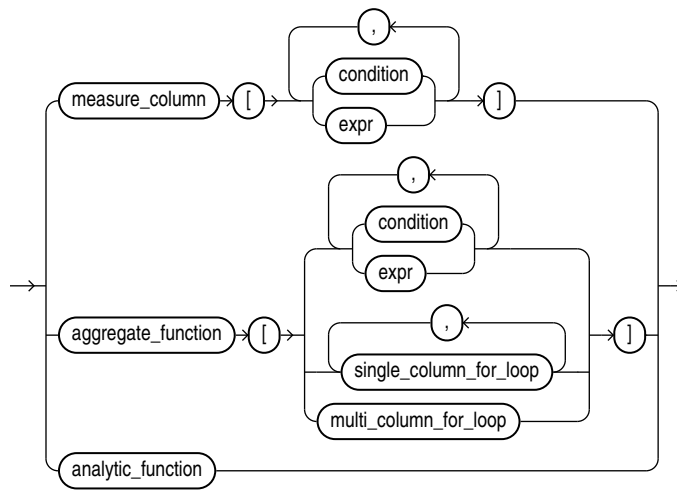 ,
condition
measure_column [ ]
expr
,
condition
expr
aggregate_function [ , ]
single_column_for_loop
multi_column_for_loop
analytic_function